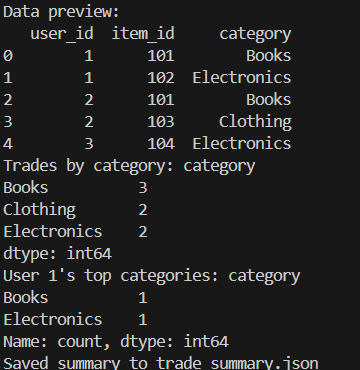 Data preview:
   user_id  item_id     category
0        1      101        Books
1        1      102  Electronics
2        2      101        Books
3        2      103     Clothing
4        3      104  Electronics
Trades by category: category
Books          3
Clothing       2
Electronics    2
dtype: int64
User 1's top categories: category
Books          1
Electronics    1
Name: count, dtype: int64
Saved summary to trade_summary.json